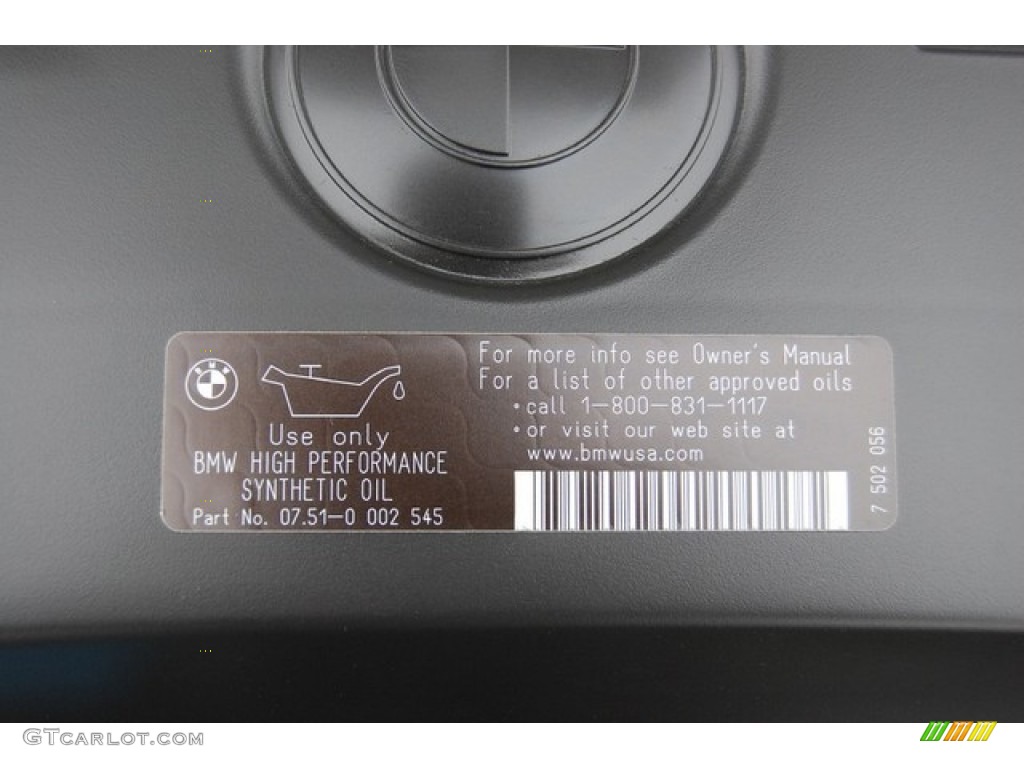 BMW
Use only
BMW HIGH PERFORMANCE
SYNTHETIC OIL
Part No. 07.51-0 002 545
For more info see Owner's Manual
For a list of other approved oils
• call 1-800-831-1117
• or visit our web site at
www.bmwusa.com
7 502 056
GTCARLOT.COM